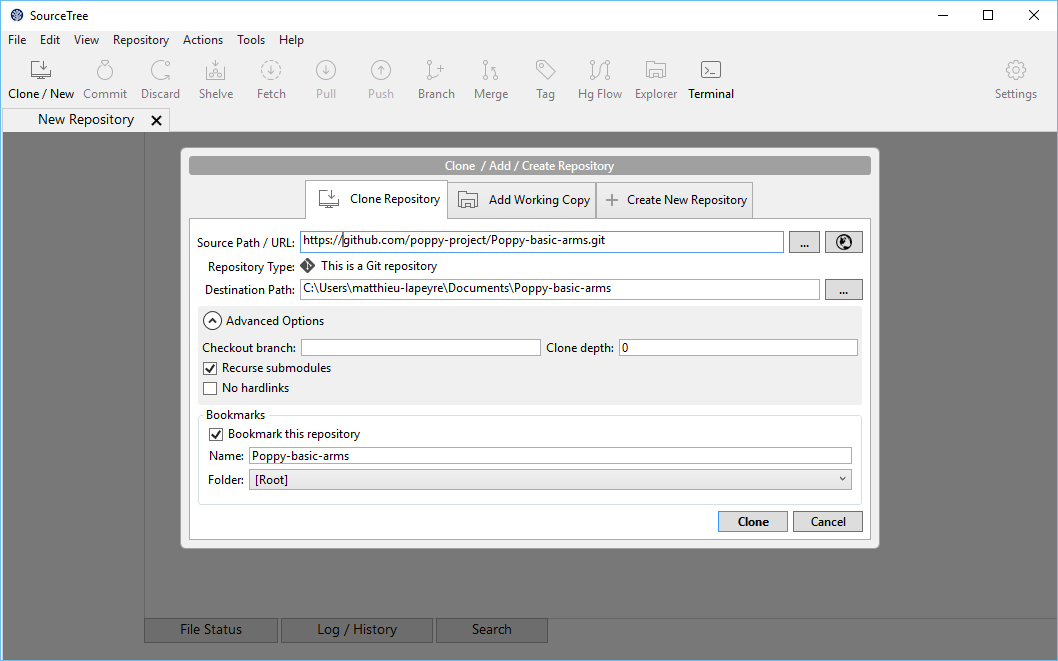 SourceTree
File Edit View Repository Actions Tools Help
Clone / New Commit Discard Shelve Fetch Pull Push Branch Merge Tag Hg Flow Explorer Terminal Settings
New Repository
Clone / Add / Create Repository
Clone Repository Add Working Copy Create New Repository
Source Path / URL: https://github.com/poppy-project/Poppy-basic-arms.git ...
Repository Type: This is a Git repository
Destination Path: C:\Users\matthieu-lapeyre\Documents\Poppy-basic-arms ...
Advanced Options
Checkout branch: Clone depth: 0
Recurse submodules
No hardlinks
Bookmarks
Bookmark this repository
Name: Poppy-basic-arms
Folder: [Root]
Clone Cancel
File Status Log / History Search